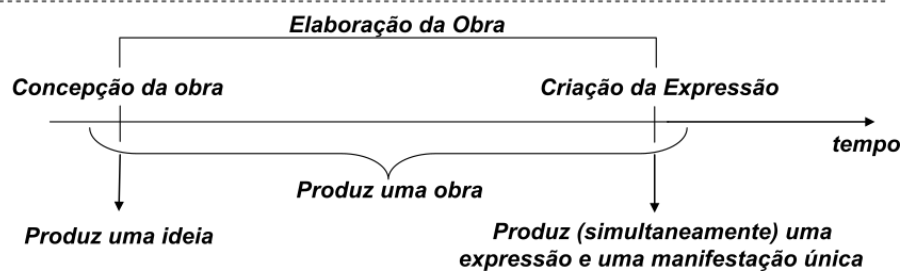 Elaboração da Obra
Concepção da obra
Criação da Expressão
tempo
Produz uma obra
Produz uma ideia
Produz (simultaneamente) uma
expressão e uma manifestação única